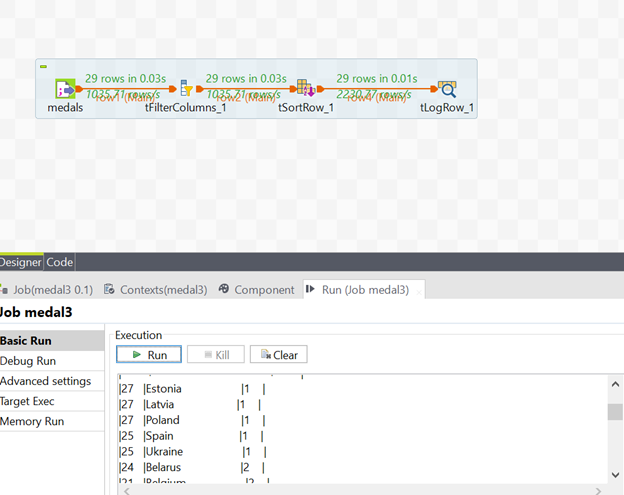 29 rows in 0.03s 29 rows in 0.03s 29 rows in 0.01s
1035.71 rows/s 1035.71 rows/s 2230.77 rows/s
row1 (Main) row2 (Main) row4 (Main)
medals tFilterColumns_1 tSortRow_1 tLogRow_1
Designer Code
Job(medal3 0.1) Contexts(medal3) Component Run (Job medal3)
Job medal3
Basic Run
Debug Run
Advanced settings
Target Exec
Memory Run
Execution
Run Kill Clear
|27 |Estonia |1 |
|27 |Latvia |1 |
|27 |Poland |1 |
|25 |Spain |1 |
|25 |Ukraine |1 |
|24 |Belarus |2 |
|21 |Belgium |2 |